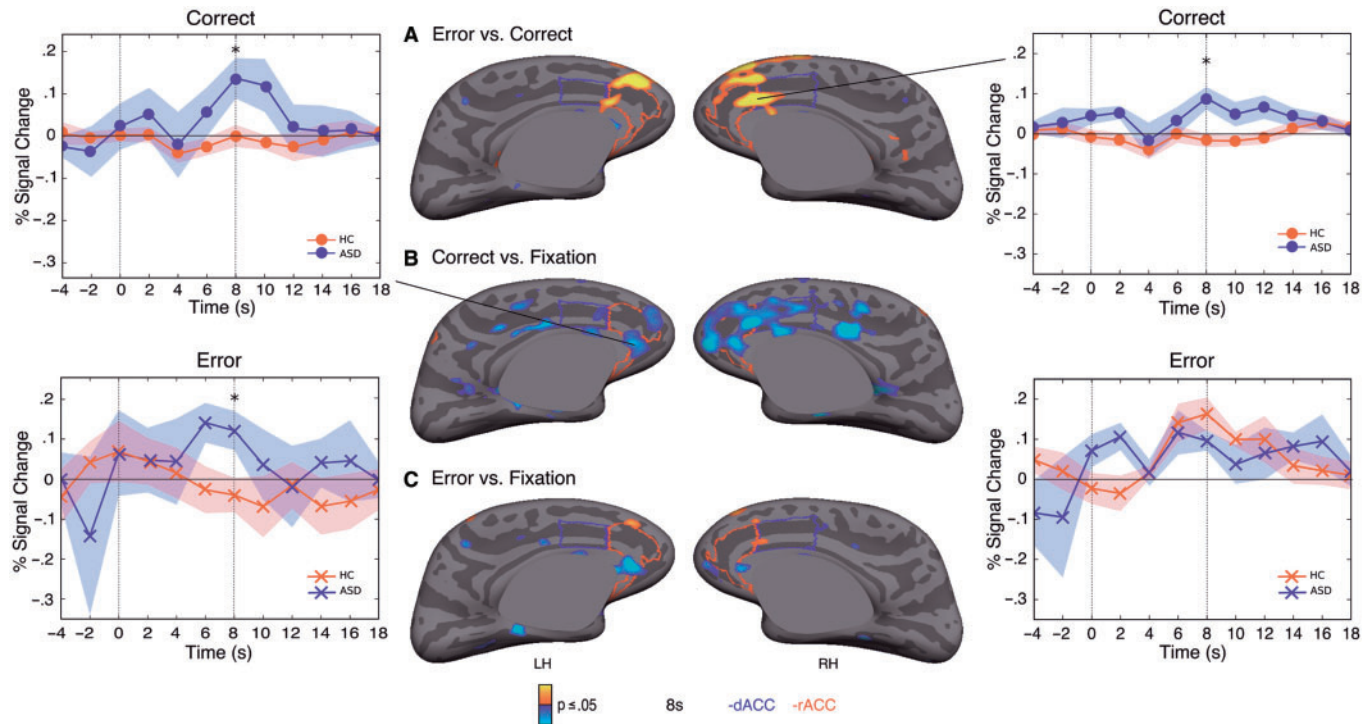 Correct
% Signal Change
.2
.1
0
-.1
-.2
-.3
*
HC
ASD
-4 -2 0 2 4 6 8 10 12 14 16 18
Time (s)
Error
% Signal Change
.2
.1
0
-.1
-.2
-.3
*
HC
ASD
-4 -2 0 2 4 6 8 10 12 14 16 18
Time (s)
A Error vs. Correct
B Correct vs. Fixation
C Error vs. Fixation
LH RH
p ≤.05 8s -dACC -rACC
Correct
% Signal Change
.2
.1
0
-.1
-.2
-.3
*
HC
ASD
-4 -2 0 2 4 6 8 10 12 14 16 18
Time (s)
Error
% Signal Change
.2
.1
0
-.1
-.2
-.3
HC
ASD
-4 -2 0 2 4 6 8 10 12 14 16 18
Time (s)